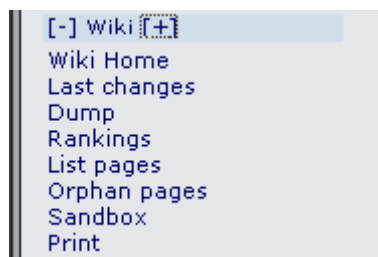 [-] Wiki [+]
Wiki Home
Last changes
Dump
Rankings
List pages
Orphan pages
Sandbox
Print